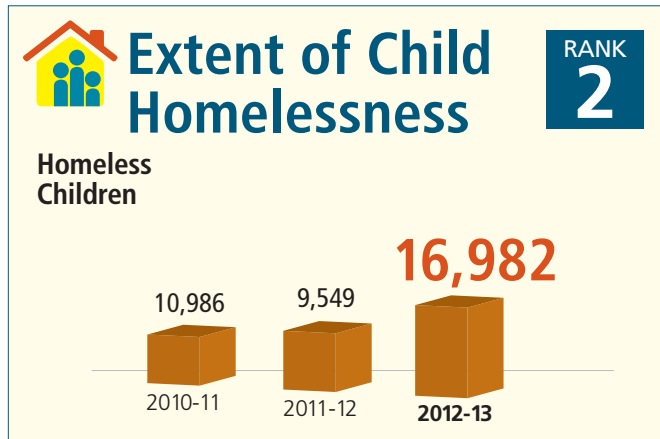 Extent of Child
Homelessness
RANK
2
Homeless
Children
10,986
9,549
16,982
2010-11
2011-12
2012-13